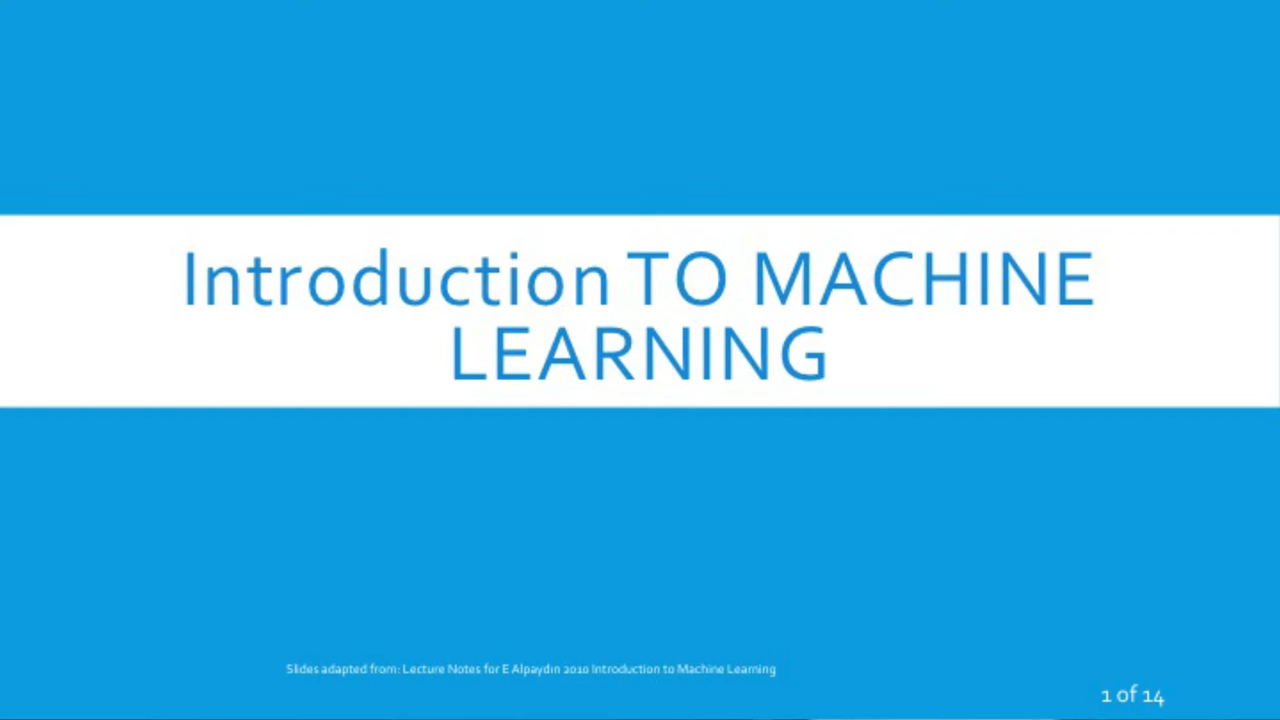 Introduction TO MACHINE
LEARNING
Slides adapted from: Lecture Notes for E Alpaydın 2010 Introduction to Machine Learning
1 of 14